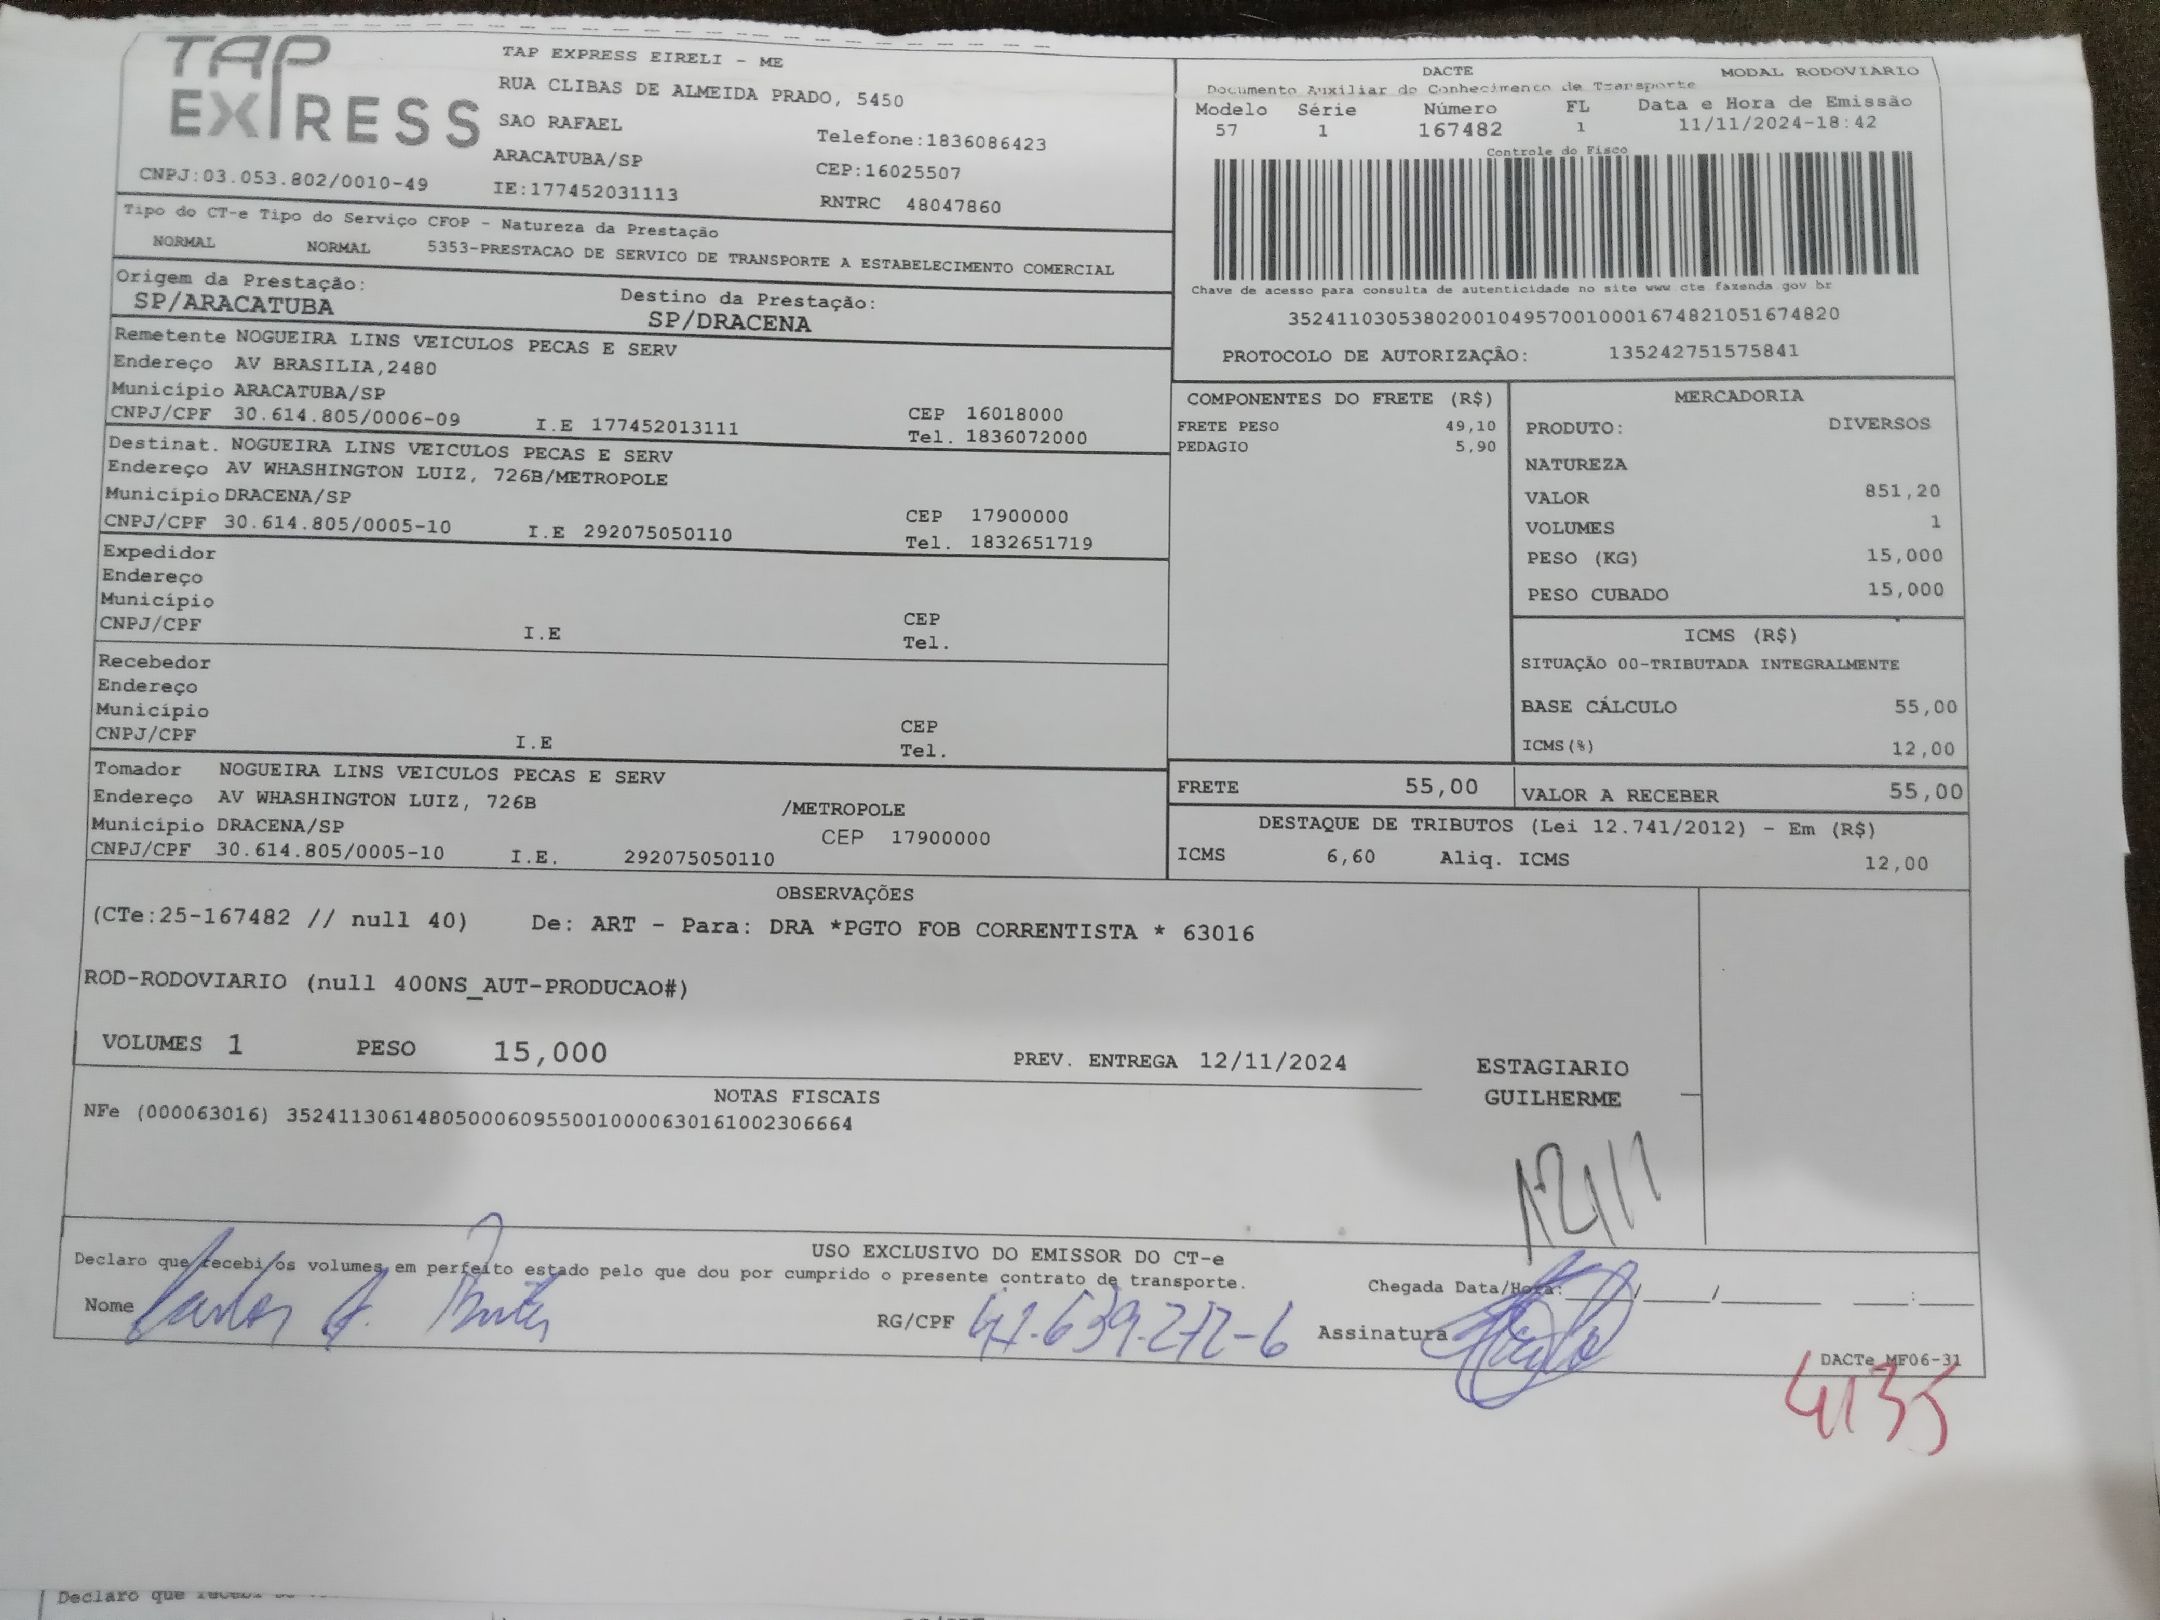 TAP EXPRESS
TAP EXPRESS EIRELI - ME
RUA CLIBAS DE ALMEIDA PRADO, 5450
SAO RAFAEL
Telefone:1836086423
ARACATUBA/SP
CEP:16025507
CNPJ:03.053.802/0010-49
IE:177452031113
RNTRC 48047860
DACTE MODAL RODOVIARIO
Documento Auxiliar do Conhecimento de Transporte
Modelo Série Número FL Data e Hora de Emissão
57 1 167482 1 11/11/2024-18:42
Controle do Fisco
Chave de acesso para consulta de autenticidade no site www.cte.fazenda.gov.br
35241103053802001049570010001674821051674820
PROTOCOLO DE AUTORIZAÇÃO: 135242751575841
Tipo do CT-e Tipo do Serviço CFOP - Natureza da Prestação
NORMAL NORMAL 5353-PRESTACAO DE SERVICO DE TRANSPORTE A ESTABELECIMENTO COMERCIAL
Origem da Prestação: Destino da Prestação:
SP/ARACATUBA SP/DRACENA
Remetente NOGUEIRA LINS VEICULOS PECAS E SERV
Endereço AV BRASILIA,2480
Município ARACATUBA/SP CEP 16018000
CNPJ/CPF 30.614.805/0006-09 I.E 177452013111 Tel. 1836072000
Destinat. NOGUEIRA LINS VEICULOS PECAS E SERV
Endereço AV WHASHINGTON LUIZ, 726B/METROPOLE
Município DRACENA/SP CEP 17900000
CNPJ/CPF 30.614.805/0005-10 I.E 292075050110 Tel. 1832651719
Expedidor
Endereço
Município CEP
CNPJ/CPF I.E Tel.
Recebedor
Endereço
Município CEP
CNPJ/CPF I.E Tel.
Tomador NOGUEIRA LINS VEICULOS PECAS E SERV
Endereço AV WHASHINGTON LUIZ, 726B /METROPOLE
Município DRACENA/SP CEP 17900000
CNPJ/CPF 30.614.805/0005-10 I.E. 292075050110
COMPONENTES DO FRETE (R$)
FRETE PESO 49,10
PEDAGIO 5,90
MERCADORIA
PRODUTO: DIVERSOS
NATUREZA
VALOR 851,20
VOLUMES 1
PESO (KG) 15,000
PESO CUBADO 15,000
ICMS (R$)
SITUAÇÃO 00-TRIBUTADA INTEGRALMENTE
BASE CÁLCULO 55,00
ICMS(%) 12,00
FRETE 55,00 VALOR A RECEBER 55,00
DESTAQUE DE TRIBUTOS (Lei 12.741/2012) - Em (R$)
ICMS 6,60 Aliq. ICMS 12,00
OBSERVAÇÕES
(CTe:25-167482 // null 40) De: ART - Para: DRA *PGTO FOB CORRENTISTA * 63016
ROD-RODOVIARIO (null 400NS_AUT-PRODUCAO#)
VOLUMES 1 PESO 15,000 PREV. ENTREGA 12/11/2024
ESTAGIARIO
GUILHERME
NOTAS FISCAIS
NFe (000063016) 35241130614805000609550010000630161002306664
12/11
USO EXCLUSIVO DO EMISSOR DO CT-e
Declaro que recebi os volumes em perfeito estado pelo que dou por cumprido o presente contrato de transporte.
Chegada Data/Hora: ____/____/______ ___:___
Nome Carlos A.
RG/CPF 41.639.272-6
Assinatura
DACTe_MF06-31
4135
Declaro que